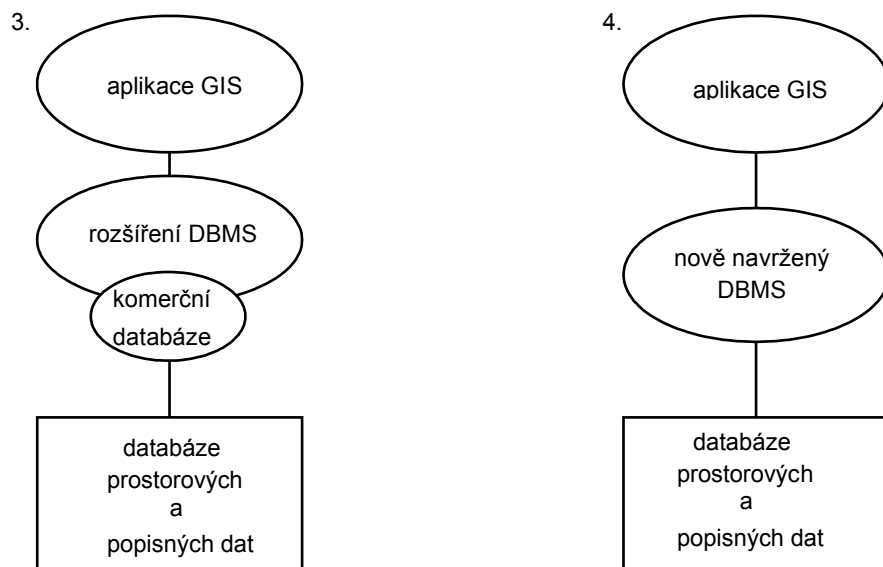 3.
aplikace GIS
rozšíření DBMS
komerční
databáze
databáze
prostorových
a
popisných dat
4.
aplikace GIS
nově navržený
DBMS
databáze
prostorových
a
popisných dat